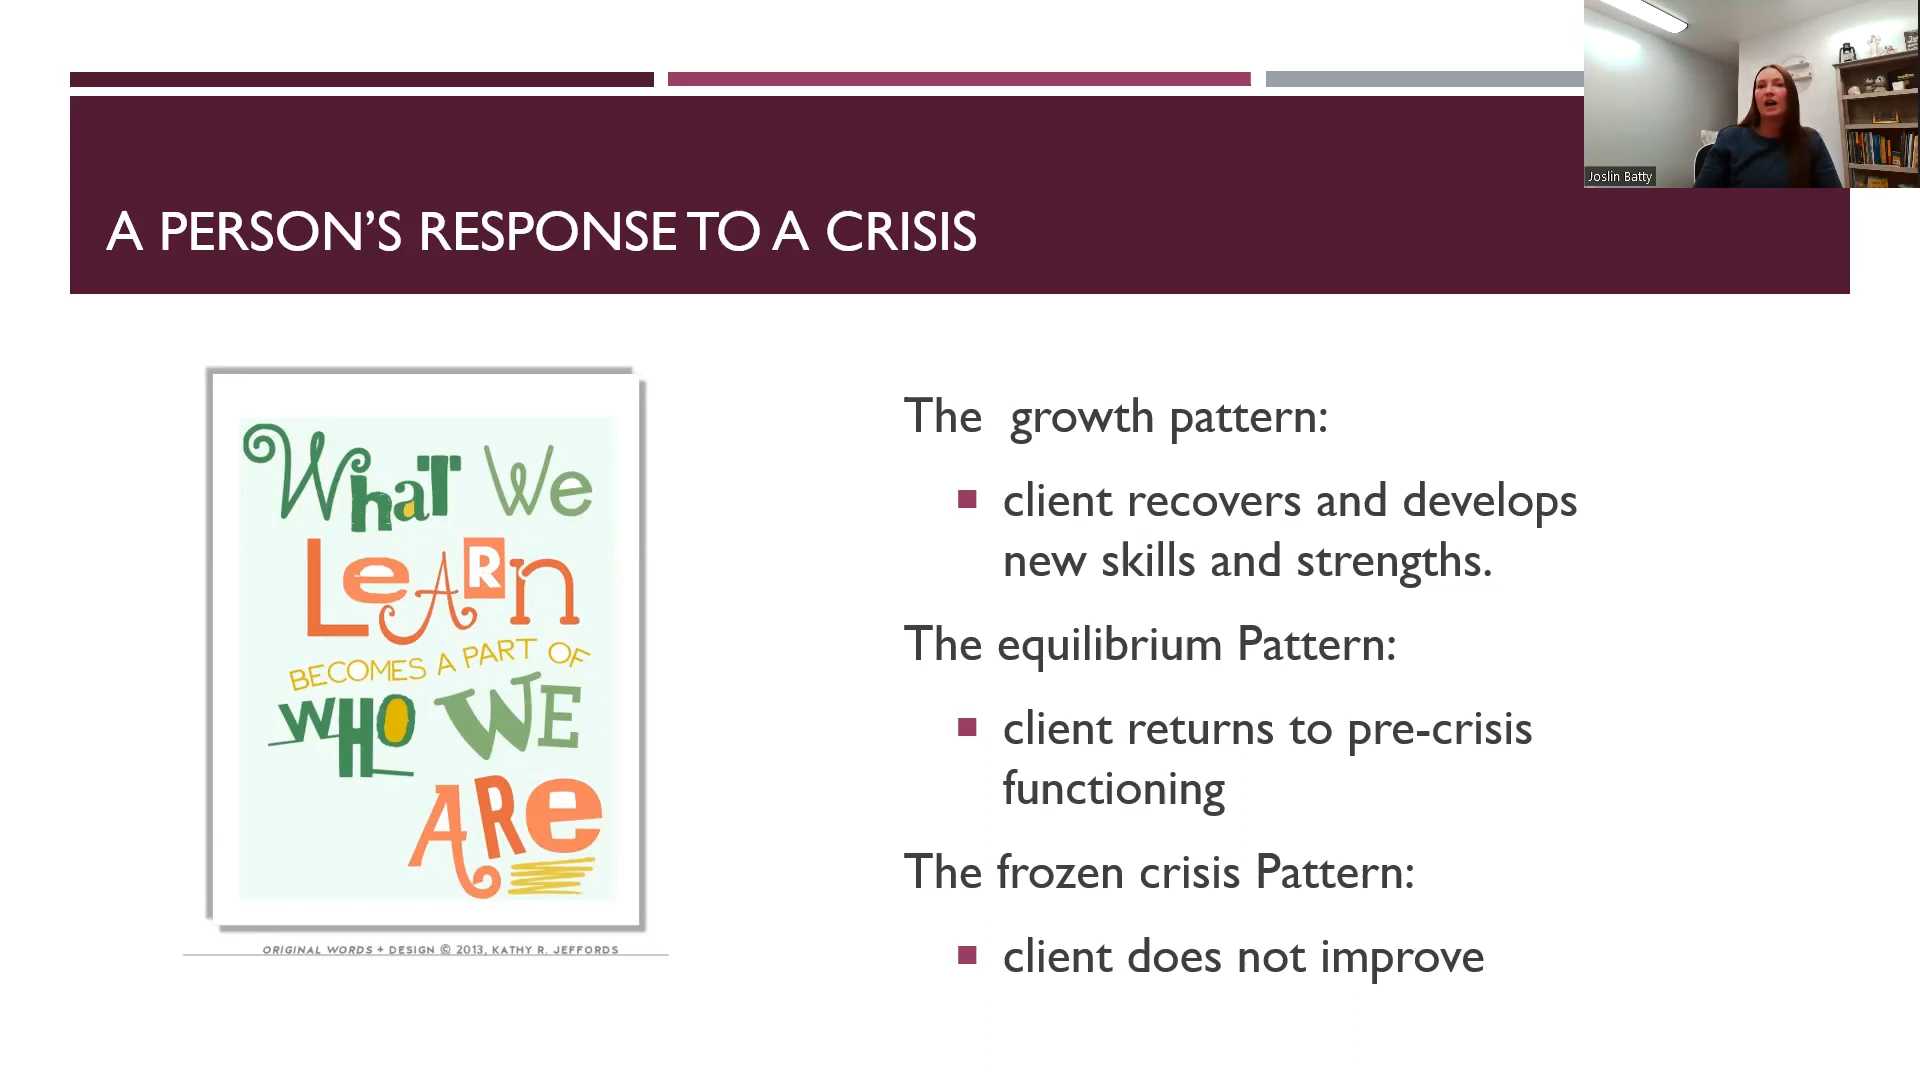 Joslin Batty
A PERSON'S RESPONSE TO A CRISIS
What We
LeARn
BECOMES A PART OF
WHO WE
ARe
ORIGINAL WORDS + DESIGN © 2013, KATHY R. JEFFORDS
The growth pattern:
client recovers and develops
new skills and strengths.
The equilibrium Pattern:
client returns to pre-crisis
functioning
The frozen crisis Pattern:
client does not improve